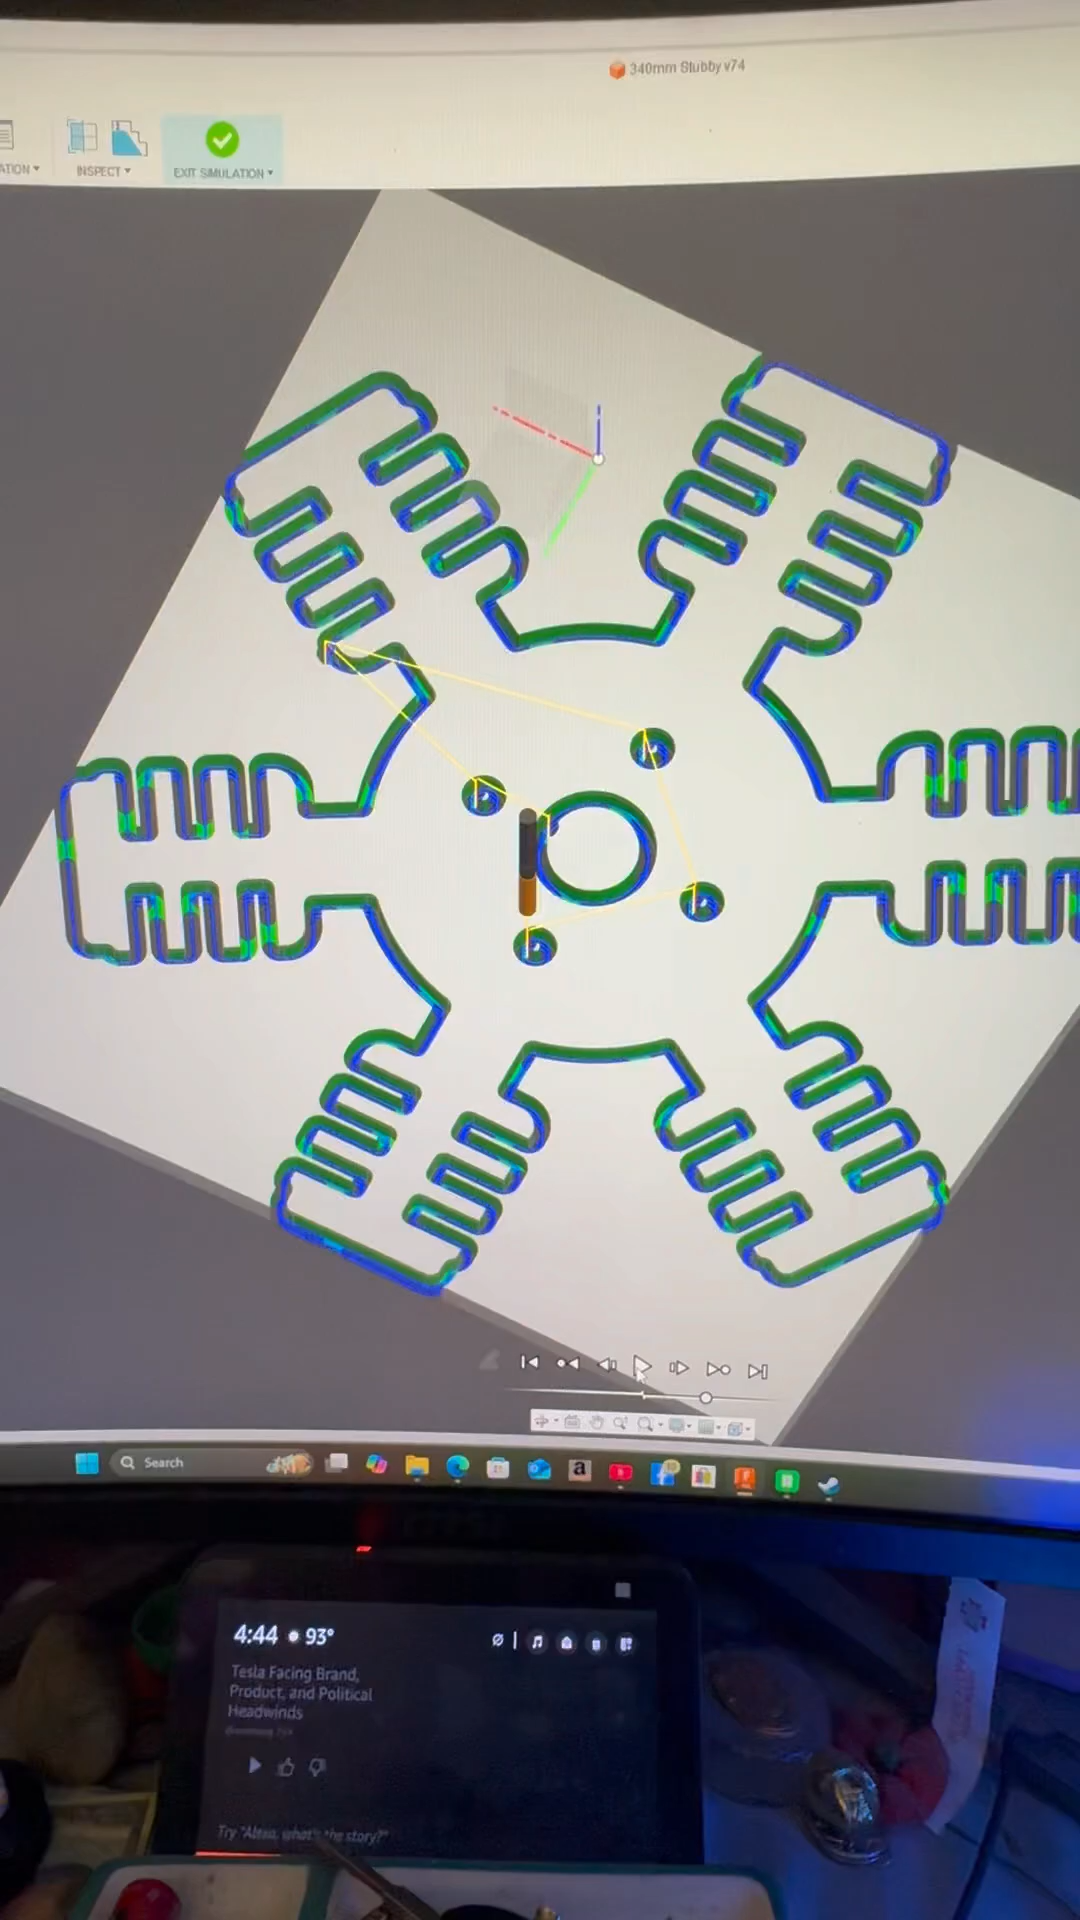 340mm Stubby v74
ATION
INSPECT
EXIT SIMULATION
Search
4:44 93°
Tesla Facing Brand,
Product, and Political
Headwinds
Try "Alexa, what's the story?"